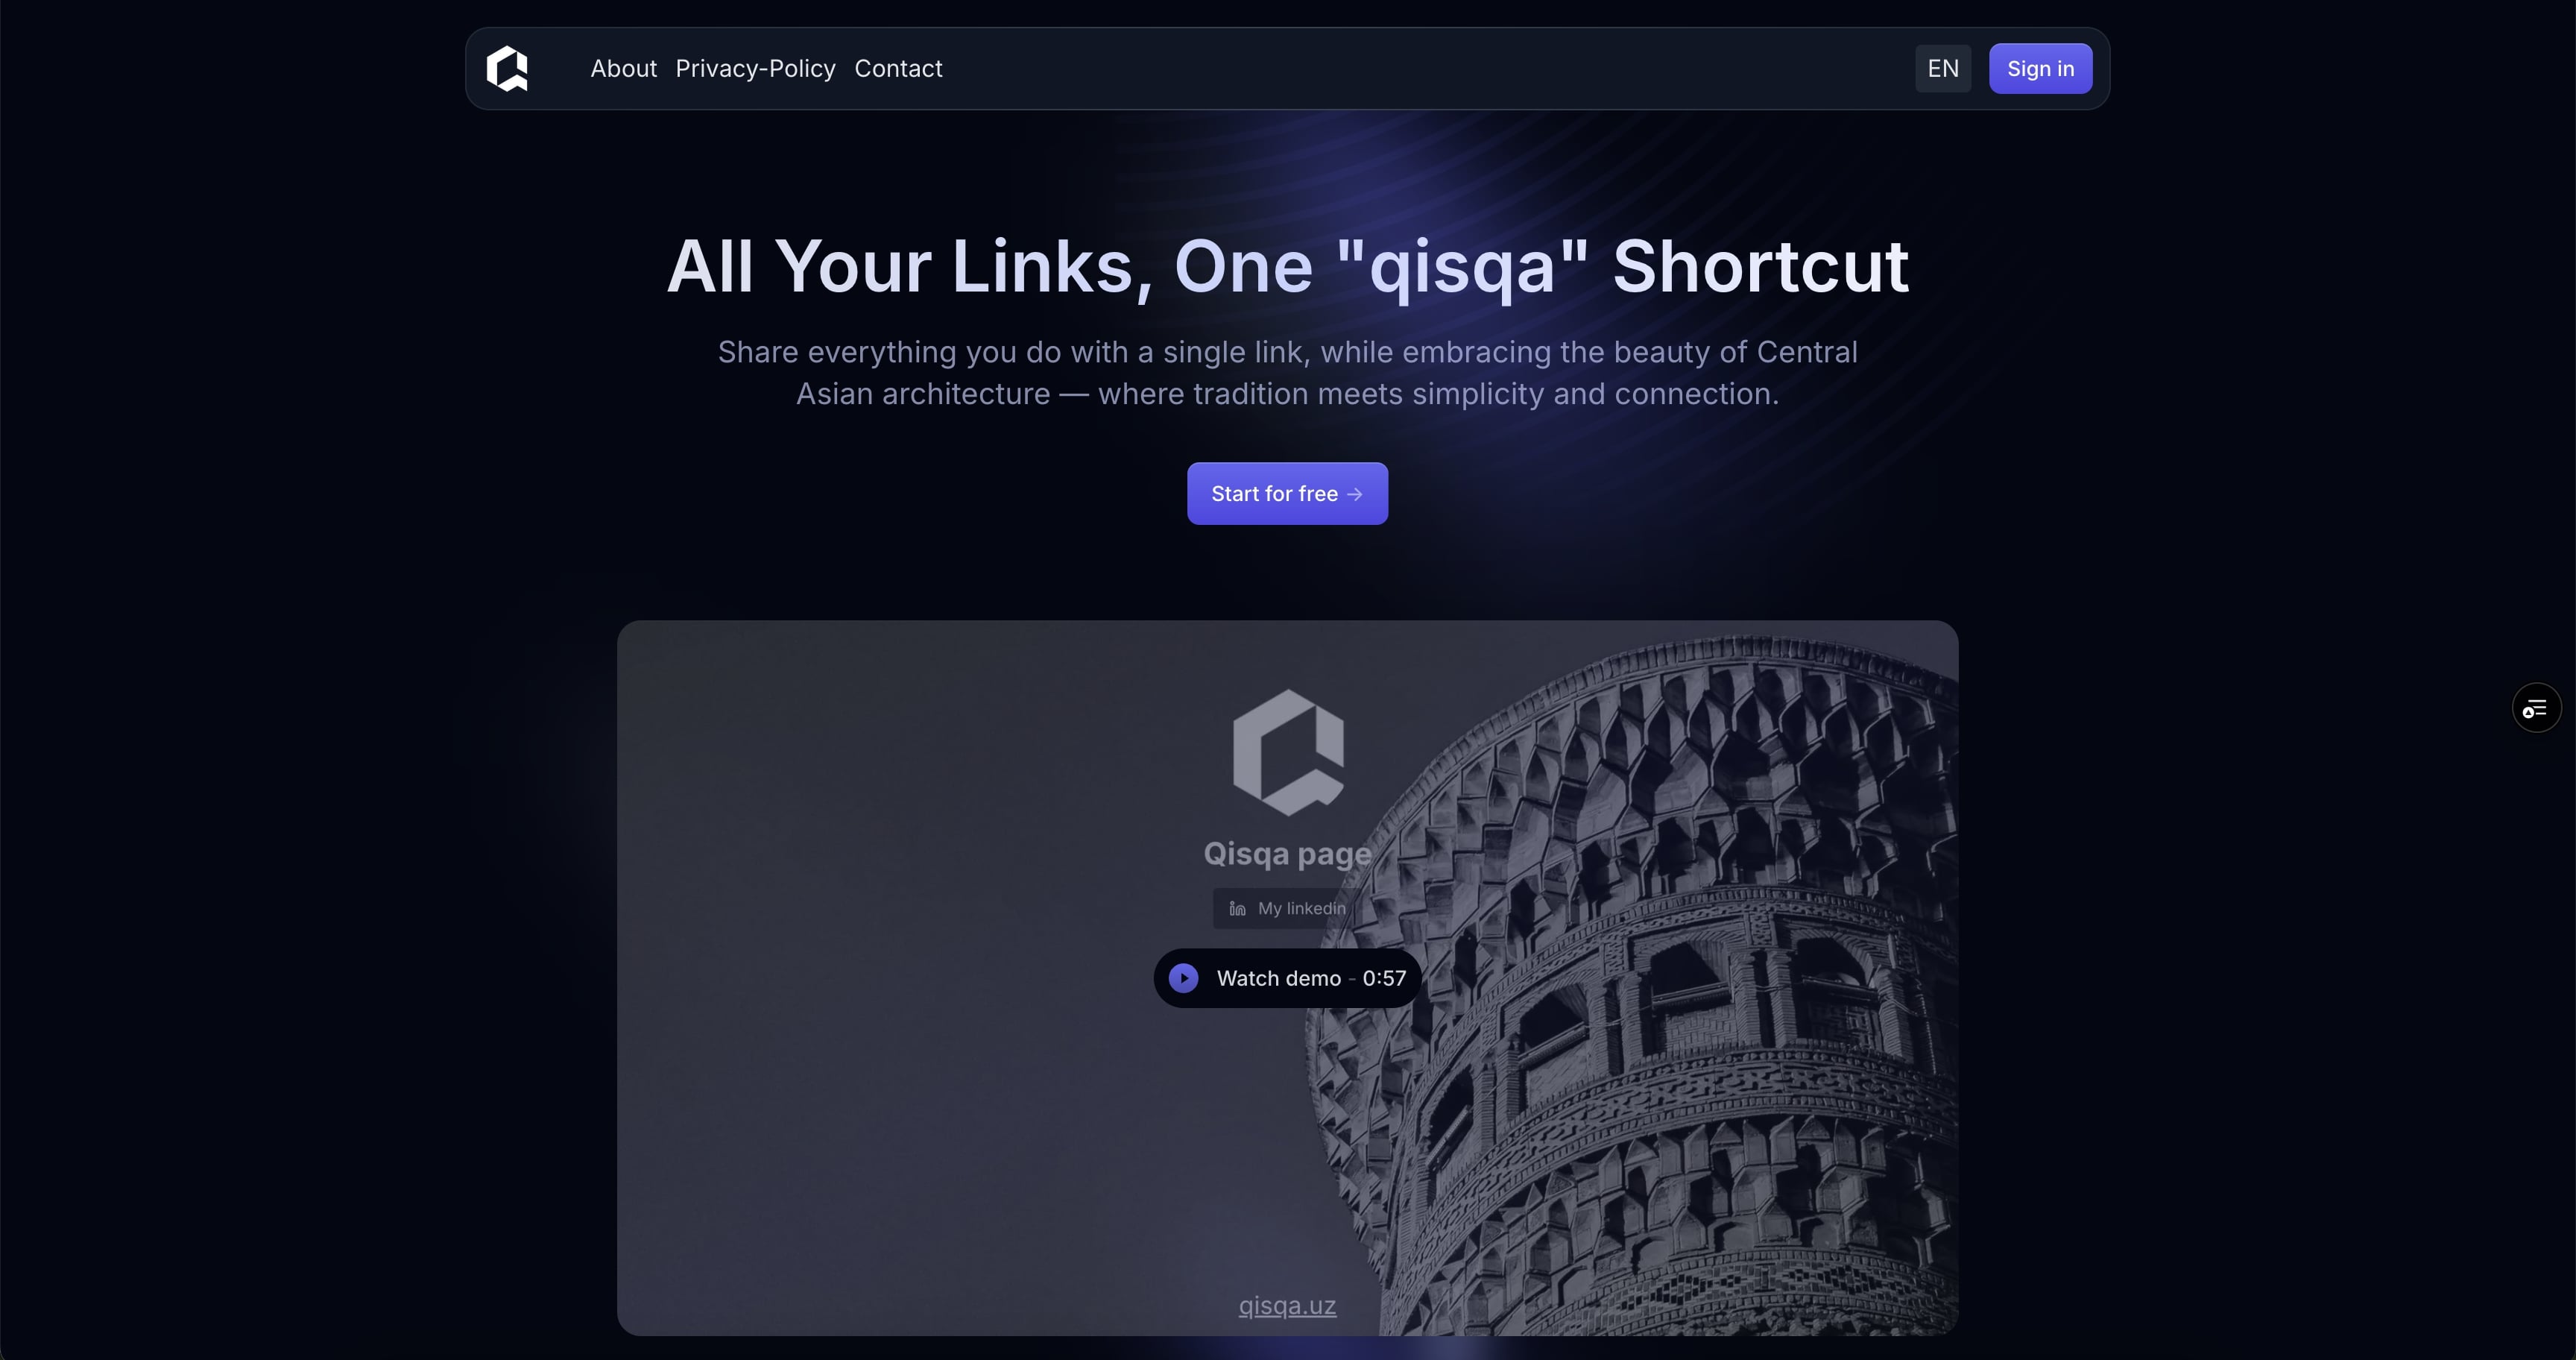 About Privacy-Policy Contact EN Sign in
All Your Links, One "qisqa" Shortcut
Share everything you do with a single link, while embracing the beauty of Central
Asian architecture — where tradition meets simplicity and connection.
Start for free →
Qisqa page
My linkedin
Watch demo - 0:57
qisqa.uz